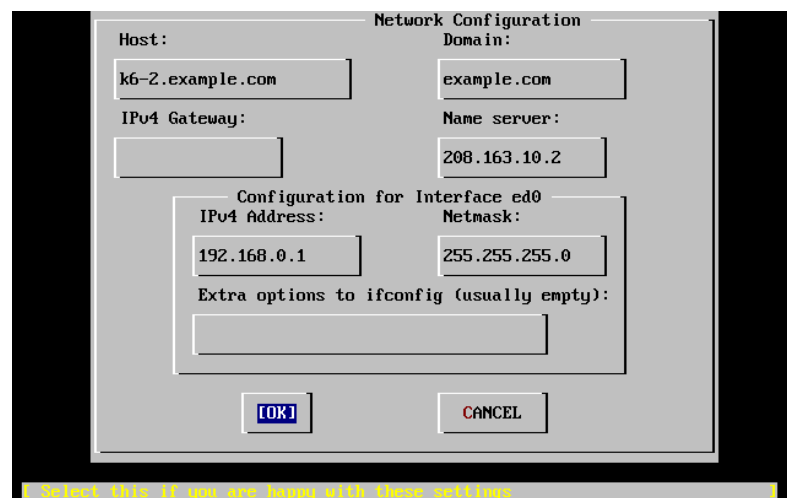 Network Configuration
Host: Domain:
k6-2.example.com example.com
IPv4 Gateway: Name server:
208.163.10.2
Configuration for Interface ed0
IPv4 Address: Netmask:
192.168.0.1 255.255.255.0
Extra options to ifconfig (usually empty):
[OK] CANCEL
[ Select this if you are happy with these settings ]